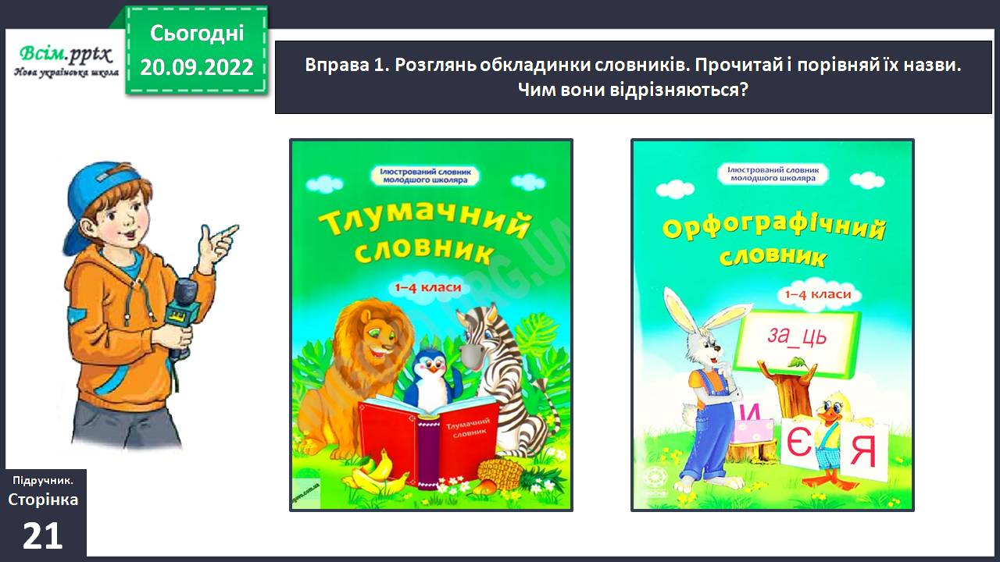 Сьогодні
20.09.2022
Всім.pptx
Нова українська школа
Вправа 1. Розглянь обкладинки словників. Прочитай і порівняй їх назви.
Чим вони відрізняються?
Ілюстрований словник
молодшого школяра
Тлумачний
словник
1–4 класи
Тлумачний
словник
Ілюстрований словник
молодшого школяра
Орфографічний
словник
1–4 класи
за_ць
и
Є
Я
Підручник.
Сторінка
21